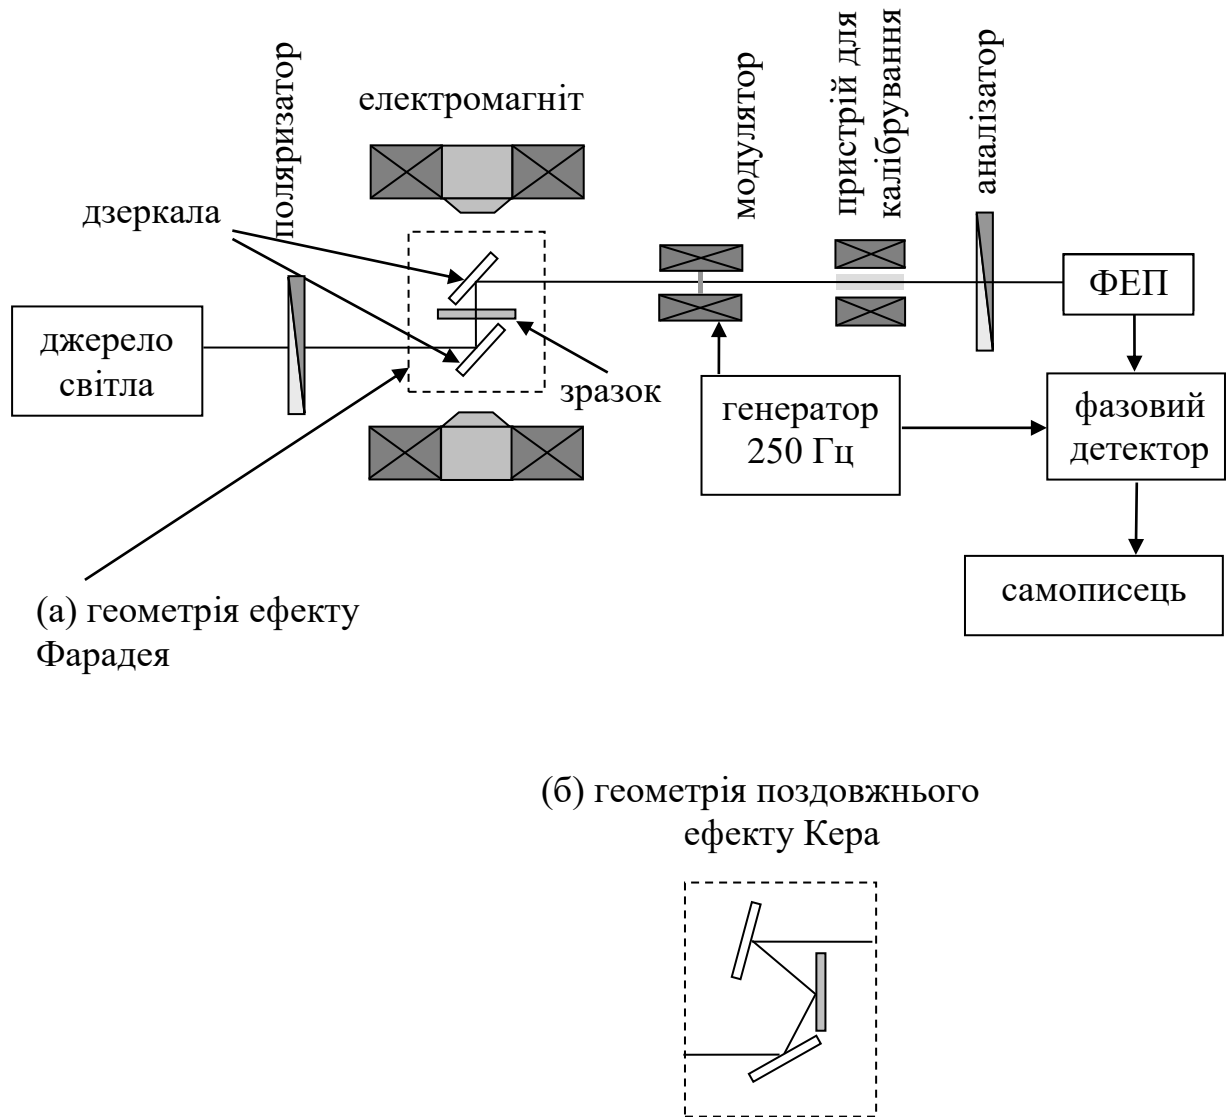 поляризатор
електромагніт
модулятор
пристрій для
калібрування
аналізатор
дзеркала
джерело
світла
зразок
генератор
250 Гц
ФЕП
фазовий
детектор
самописець
(а) геометрія ефекту
Фарадея
(б) геометрія поздовжнього
ефекту Кера